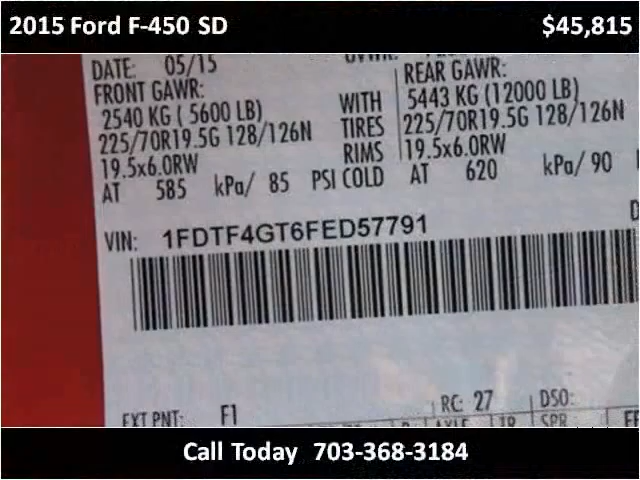 2015 Ford F-450 SD $45,815
DATE: 05/15
FRONT GAWR: REAR GAWR:
2540 KG ( 5600 LB) WITH 5443 KG (12000 LB)
225/70R19.5G 128/126N TIRES 225/70R19.5G 128/126N
19.5x6.0RW RIMS 19.5x6.0RW
AT 585 kPa/ 85 PSI COLD AT 620 kPa/ 90
VIN: 1FDTF4GT6FED57791
EXT PNT: F1 RC: 27 DSO:
AXLE TR SPR
Call Today 703-368-3184